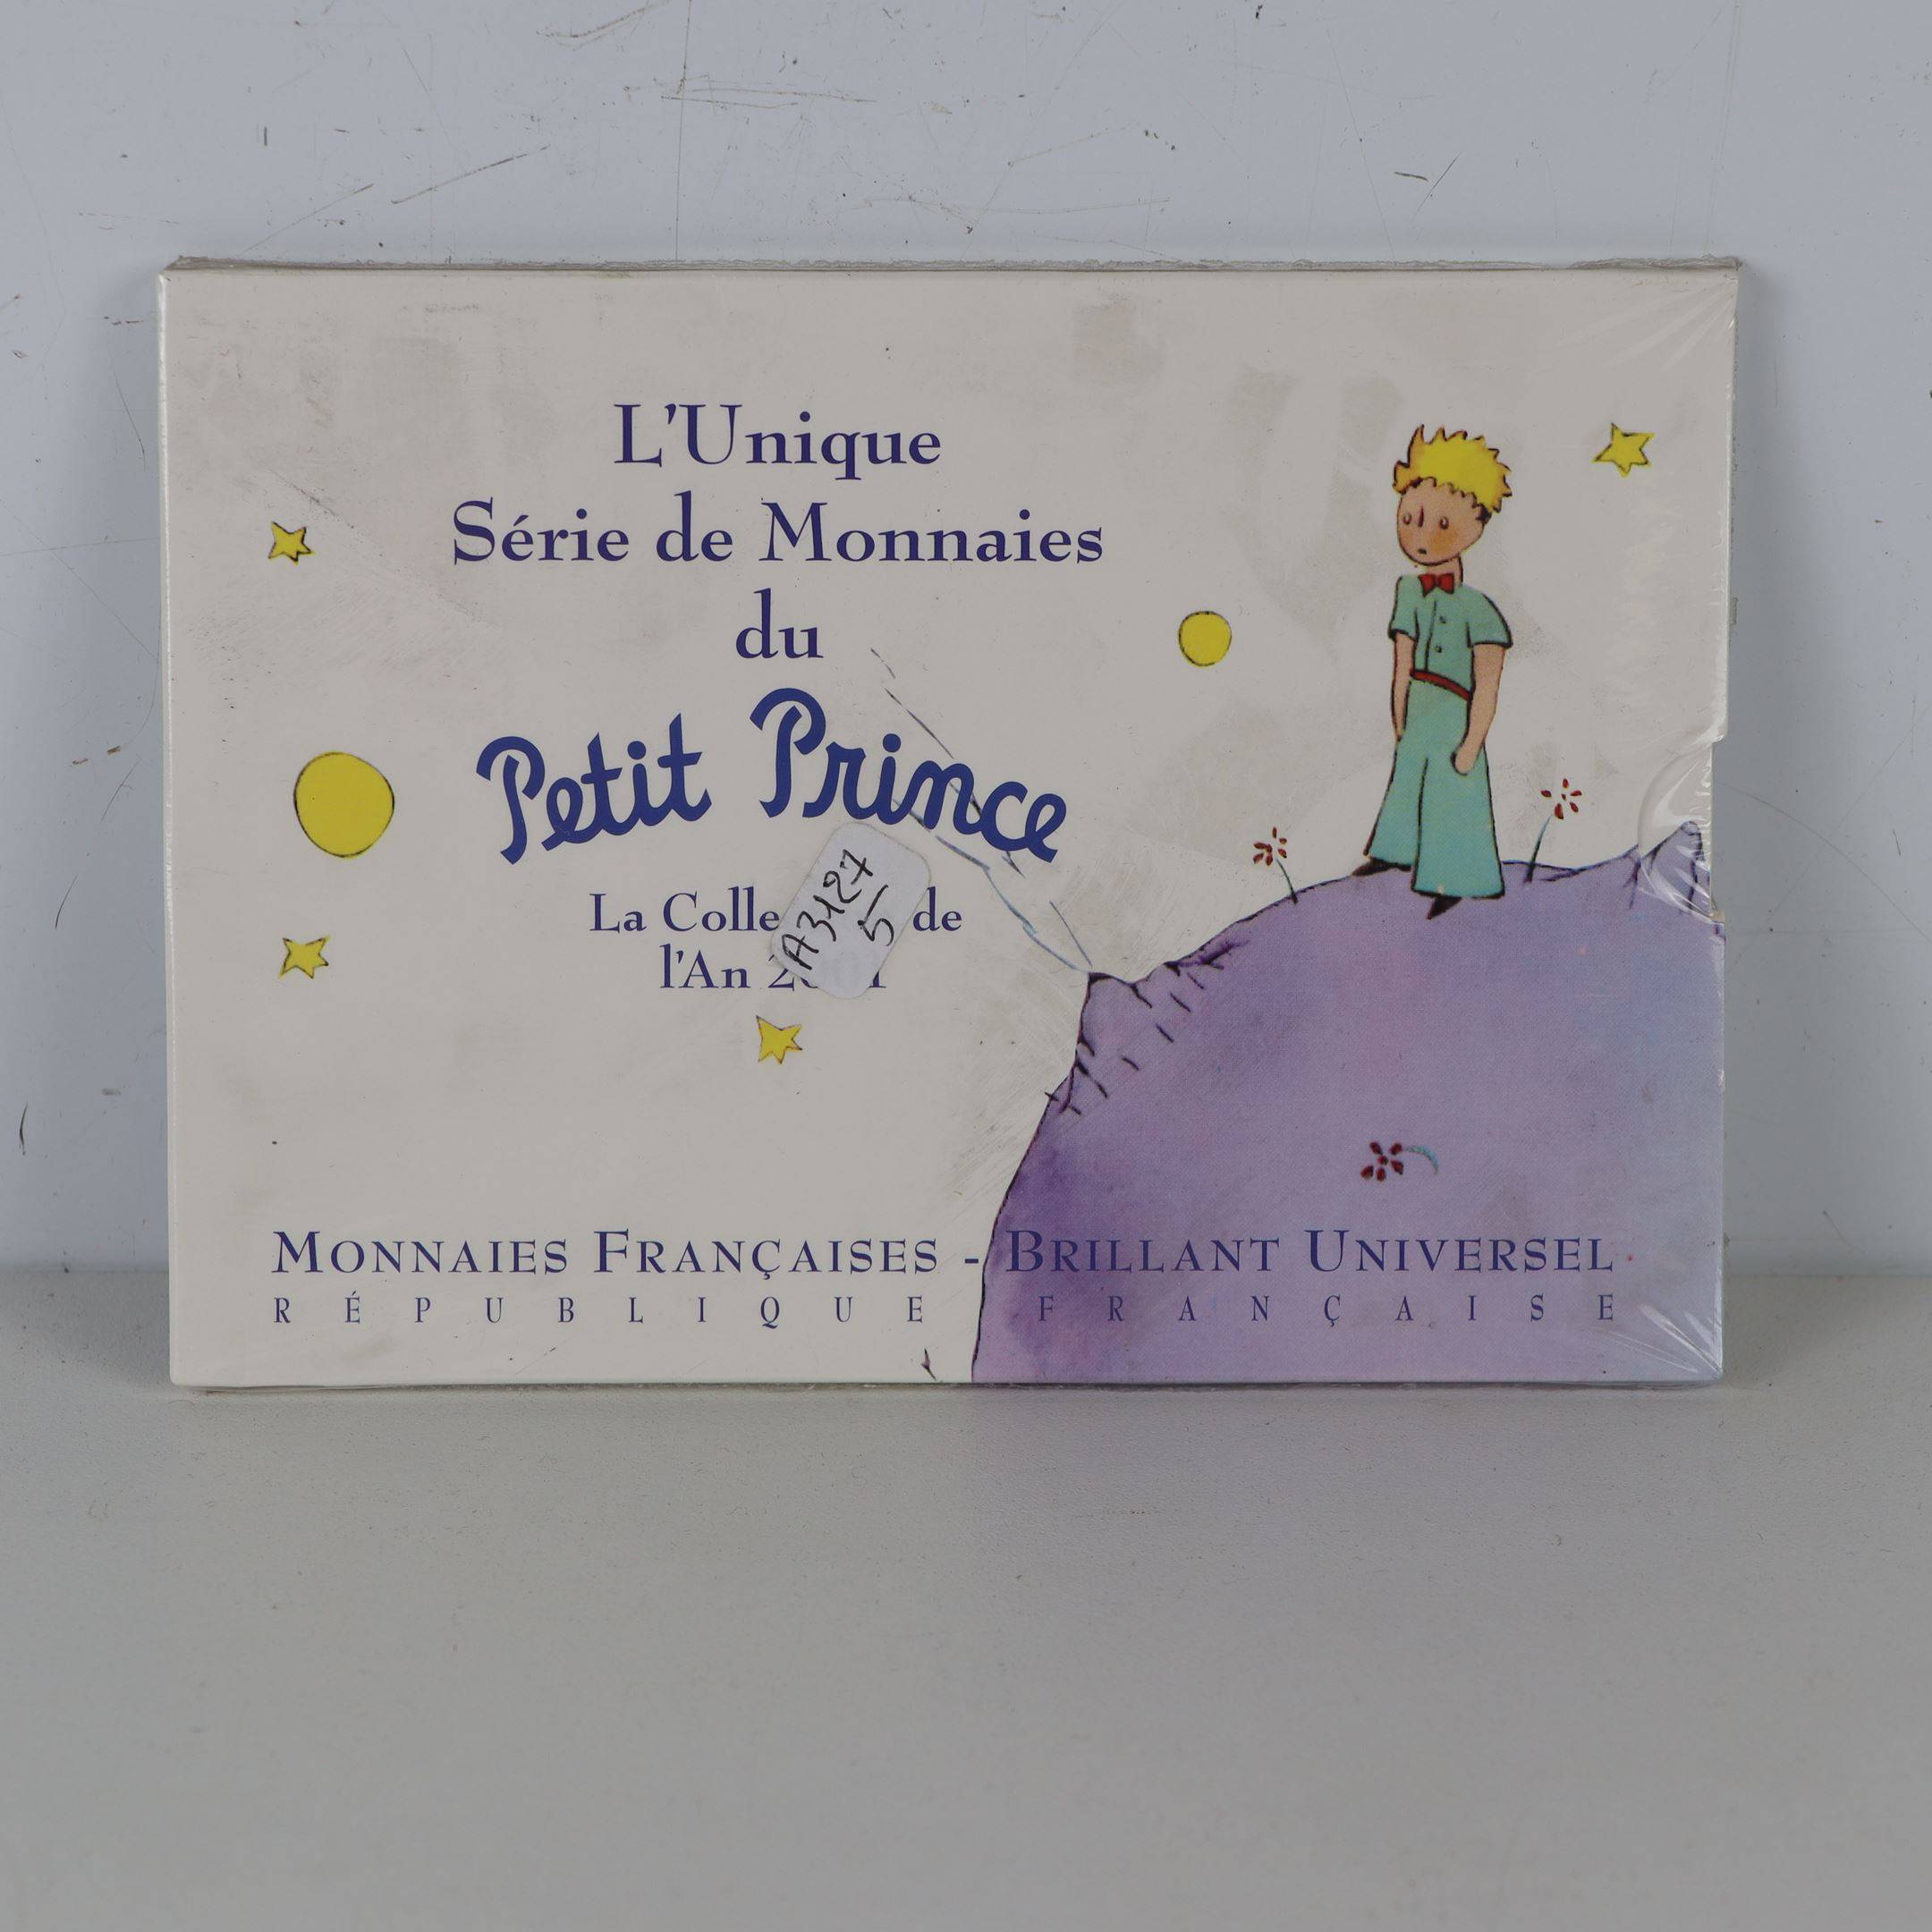 L'Unique
Série de Monnaies
du
Petit Prince
La Colle de
l'An
A3127
5
MONNAIES FRANÇAISES - BRILLANT UNIVERSEL
RÉPUBLIQUE FRANÇAISE